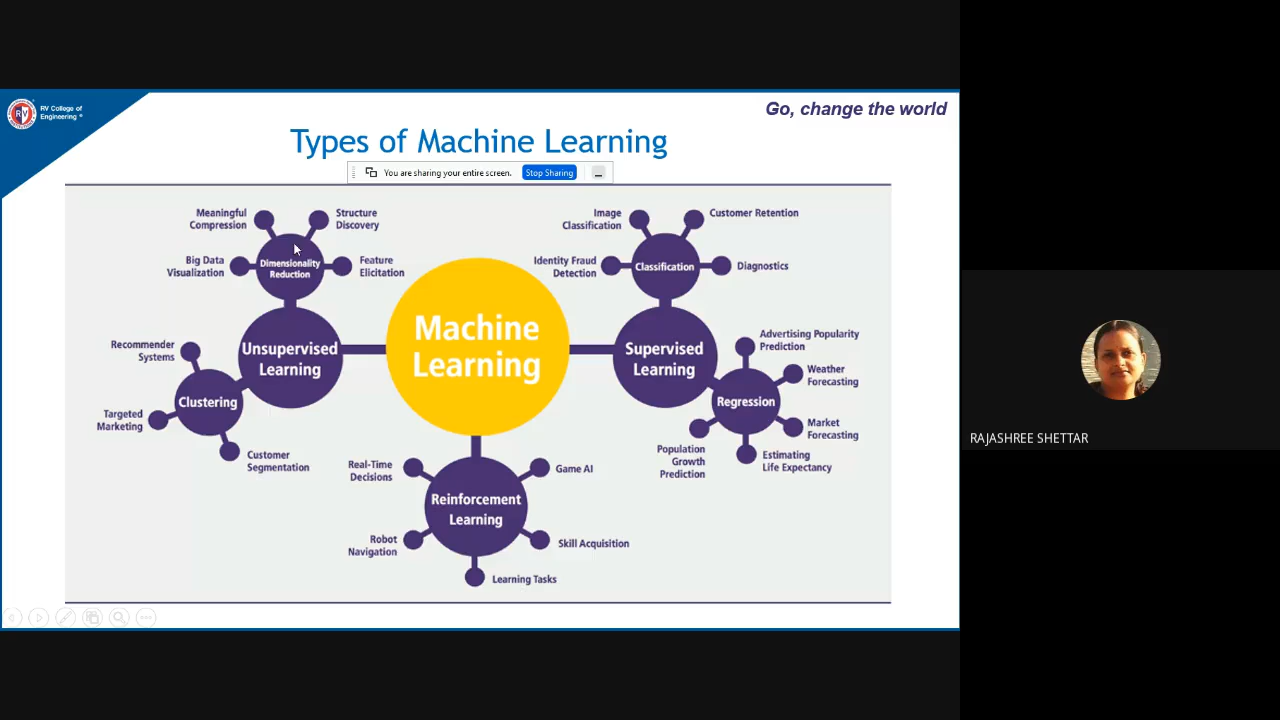 RV College of
Engineering
Go, change the world
Types of Machine Learning
You are sharing your entire screen.
Stop Sharing
Meaningful
Compression
Structure
Discovery
Big Data
Visualization
Dimensionality
Reduction
Feature
Elicitation
Image
Classification
Customer Retention
Identity Fraud
Detection
Classification
Diagnostics
Machine
Learning
Unsupervised
Learning
Supervised
Learning
Recommender
Systems
Clustering
Targeted
Marketing
Customer
Segmentation
Advertising Popularity
Prediction
Weather
Forecasting
Regression
Market
Forecasting
Population
Growth
Prediction
Estimating
Life Expectancy
Real-Time
Decisions
Game AI
Reinforcement
Learning
Robot
Navigation
Skill Acquisition
Learning Tasks
RAJASHREE SHETTAR